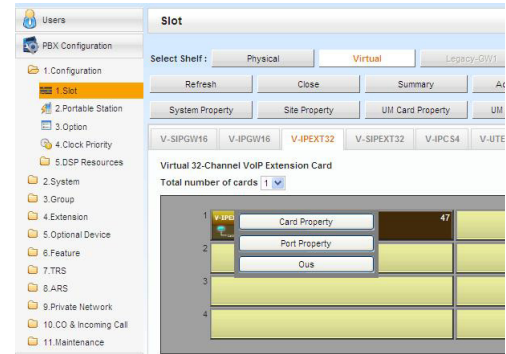 Users
PBX Configuration
1.Configuration
1.Slot
2.Portable Station
3.Option
4.Clock Priority
5.DSP Resources
2.System
3.Group
4.Extension
5.Optional Device
6.Feature
7.TRS
8.ARS
9.Private Network
10.CO & Incoming Call
11.Maintenance
Slot
Select Shelf : Physical Virtual Legacy-GW1
Refresh Close Summary
System Property Site Property UM Card Property UM
V-SIPGW16 V-IPGW16 V-IPEXT32 V-SIPEXT32 V-IPCS4 V-UTE
Virtual 32-Channel VoIP Extension Card
Total number of cards 1
1 V-IPE 47
Card Property
Port Property
Ous
2
3
4